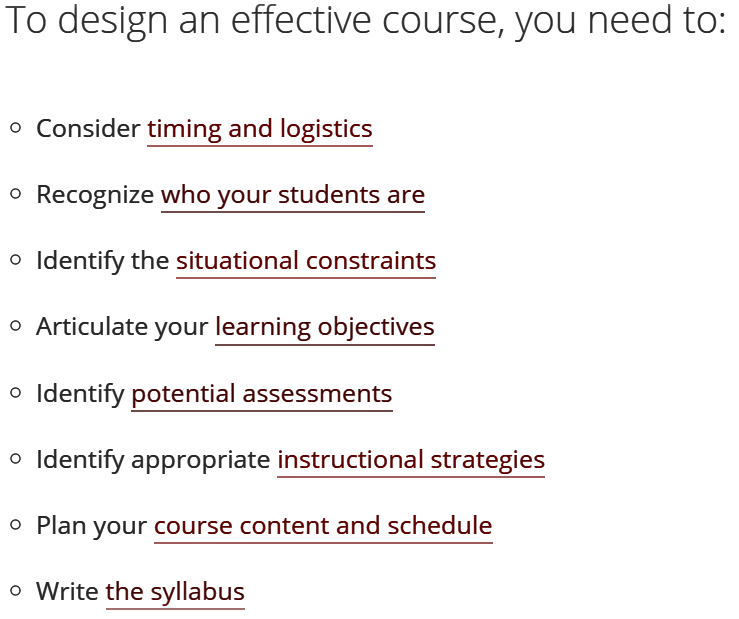 To design an effective course, you need to:
Consider timing and logistics
Recognize who your students are
Identify the situational constraints
Articulate your learning objectives
Identify potential assessments
Identify appropriate instructional strategies
Plan your course content and schedule
Write the syllabus